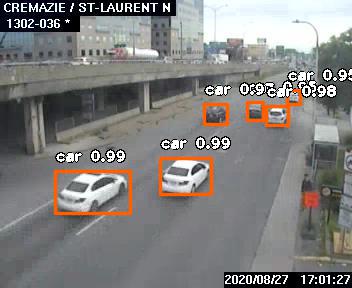 CREMAZIE / ST-LAURENT N
1302-036 *
car 0.95
car 0.98
car 0.99
car 0.99
2020/08/27 17:01:27